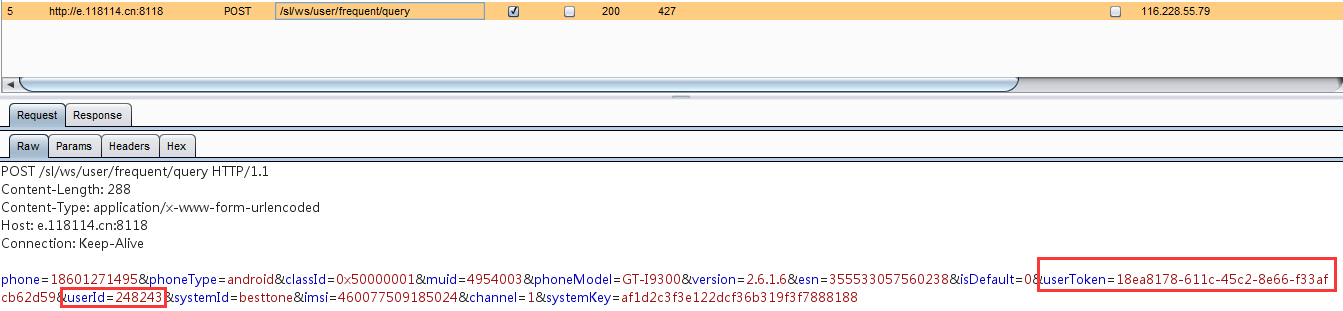 5 http://e.118114.cn:8118 POST /sl/ws/user/frequent/query 200 427 116.228.55.79
Request Response
Raw Params Headers Hex
POST /sl/ws/user/frequent/query HTTP/1.1
Content-Length: 288
Content-Type: application/x-www-form-urlencoded
Host: e.118114.cn:8118
Connection: Keep-Alive
phone=18601271495&phoneType=android&classId=0x50000001&muid=4954003&phoneModel=GT-I9300&version=2.6.1.6&esn=355533057560238&isDefault=0&userToken=18ea8178-611c-45c2-8e66-f33af
cb62d59&userId=248243&systemId=besttone&imsi=460077509185024&channel=1&systemKey=af1d2c3f3e122dcf36b319f3f7888188